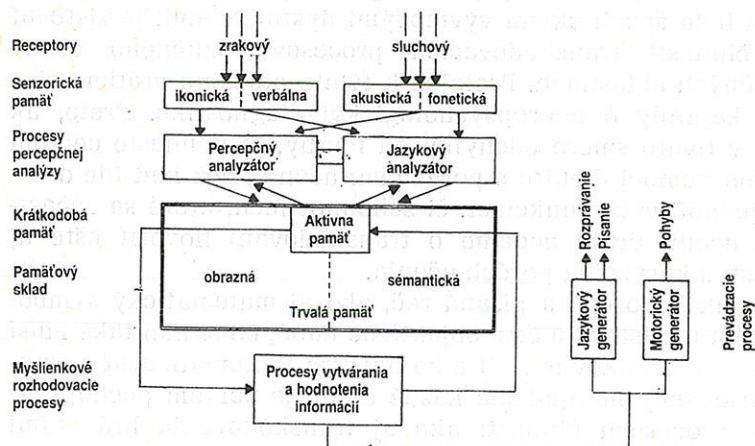 Receptory
zrakový
sluchový
Senzorická
pamäť
ikonická
verbálna
akustická
fonetická
Procesy
percepčnej
analýzy
Percepčný
analyzátor
Jazykový
analyzátor
Krátkodobá
pamäť
Aktívna
pamäť
Pamäťový
sklad
obrazná
sémantická
Trvalá pamäť
Myšlienkové
rozhodovacie
procesy
Procesy vytvárania
a hodnotenia
informácií
Rozprávanie
Písanie
Pohyby
Jazykový
generátor
Motorický
generátor
Prevádzacie
procesy